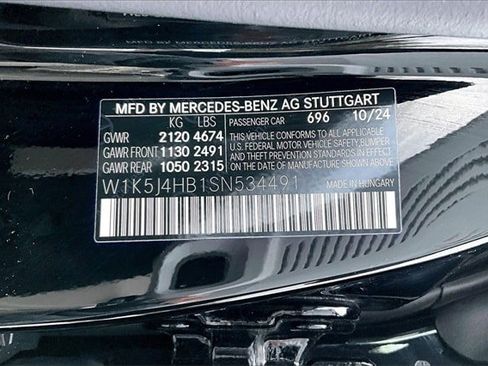 MFD BY MERCEDES-BENZ AG STUTTGART
KG LBS PASSENGER CAR 696 10/24
GVWR 2120 4674 THIS VEHICLE CONFORMS TO ALL APPLICABLE
GAWR FRONT 1130 2491 U.S. FEDERAL MOTOR VEHICLE SAFETY, BUMPER
GAWR REAR 1050 2315 AND THEFT PREVENTION STANDARDS IN EFFECT ON THE DATE OF MANUFACTURE SHOWN ABOVE.
W1K5J4HB1SN534491 MADE IN HUNGARY